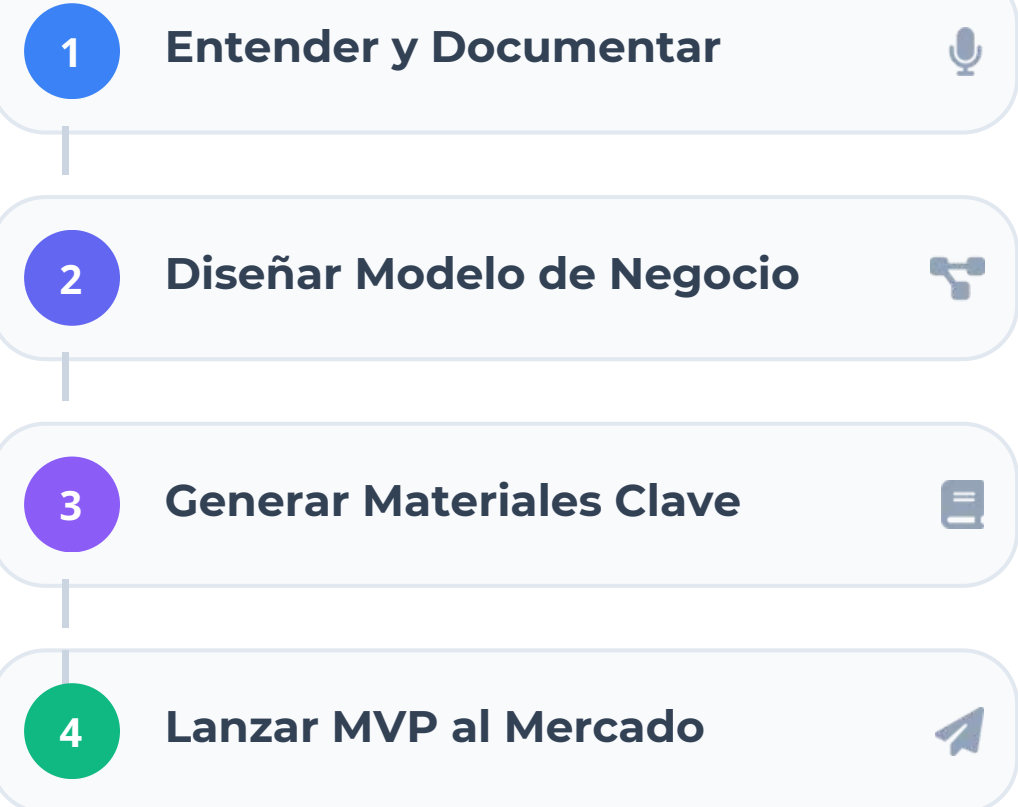 1 Entender y Documentar
2 Diseñar Modelo de Negocio
3 Generar Materiales Clave
4 Lanzar MVP al Mercado